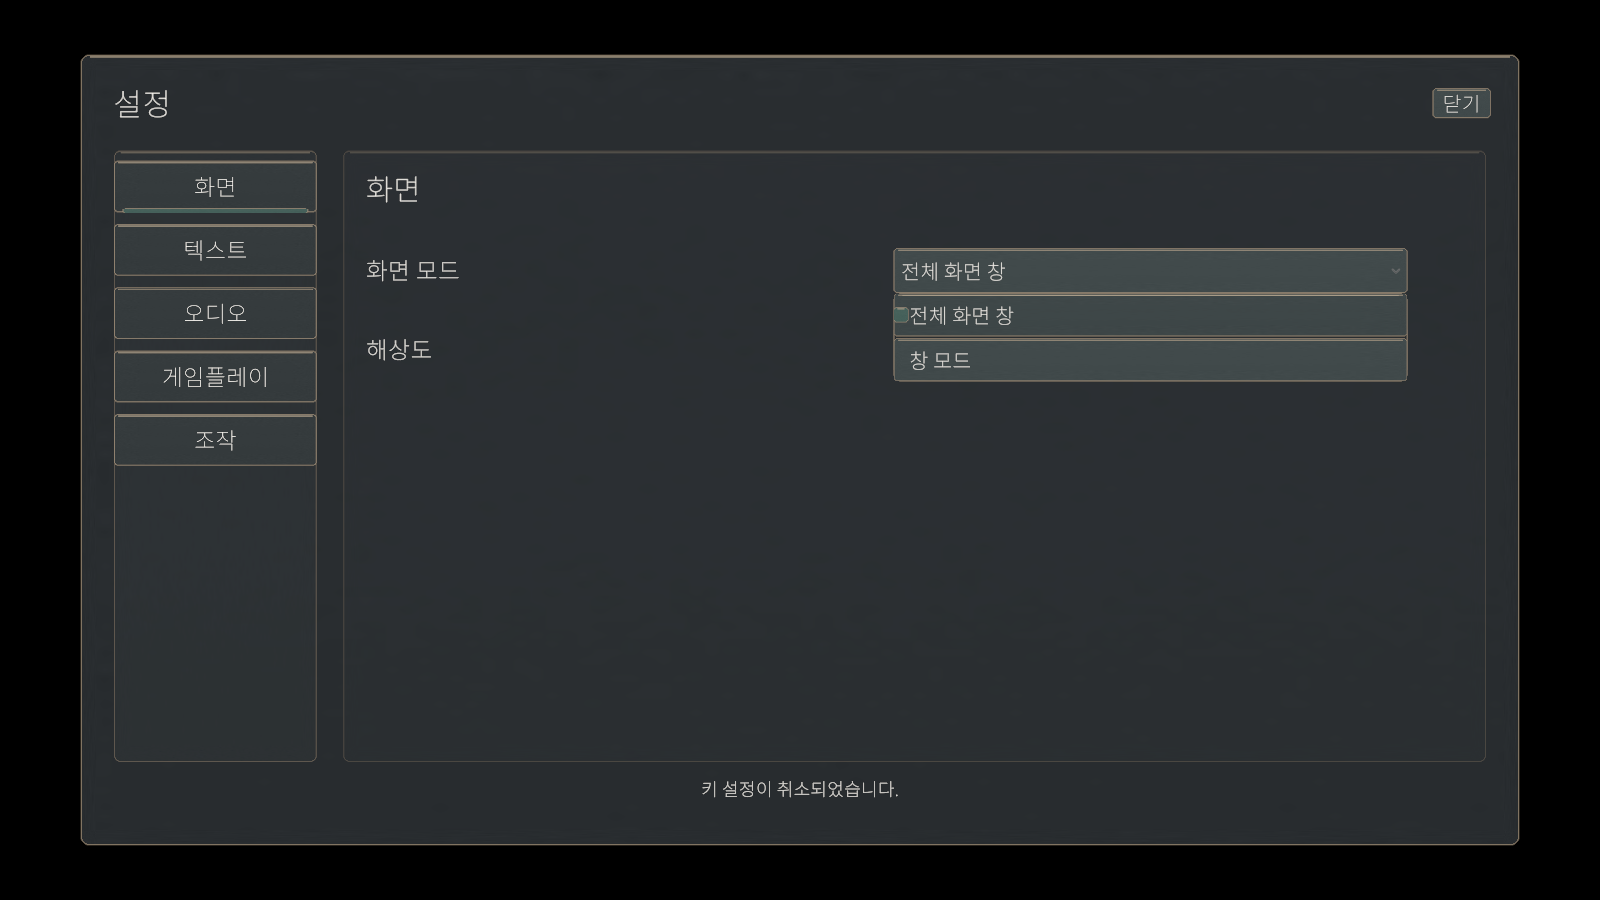 설정
닫기
화면
텍스트
오디오
게임플레이
조작
화면
화면 모드
전체 화면 창
전체 화면 창
창 모드
해상도
키 설정이 취소되었습니다.